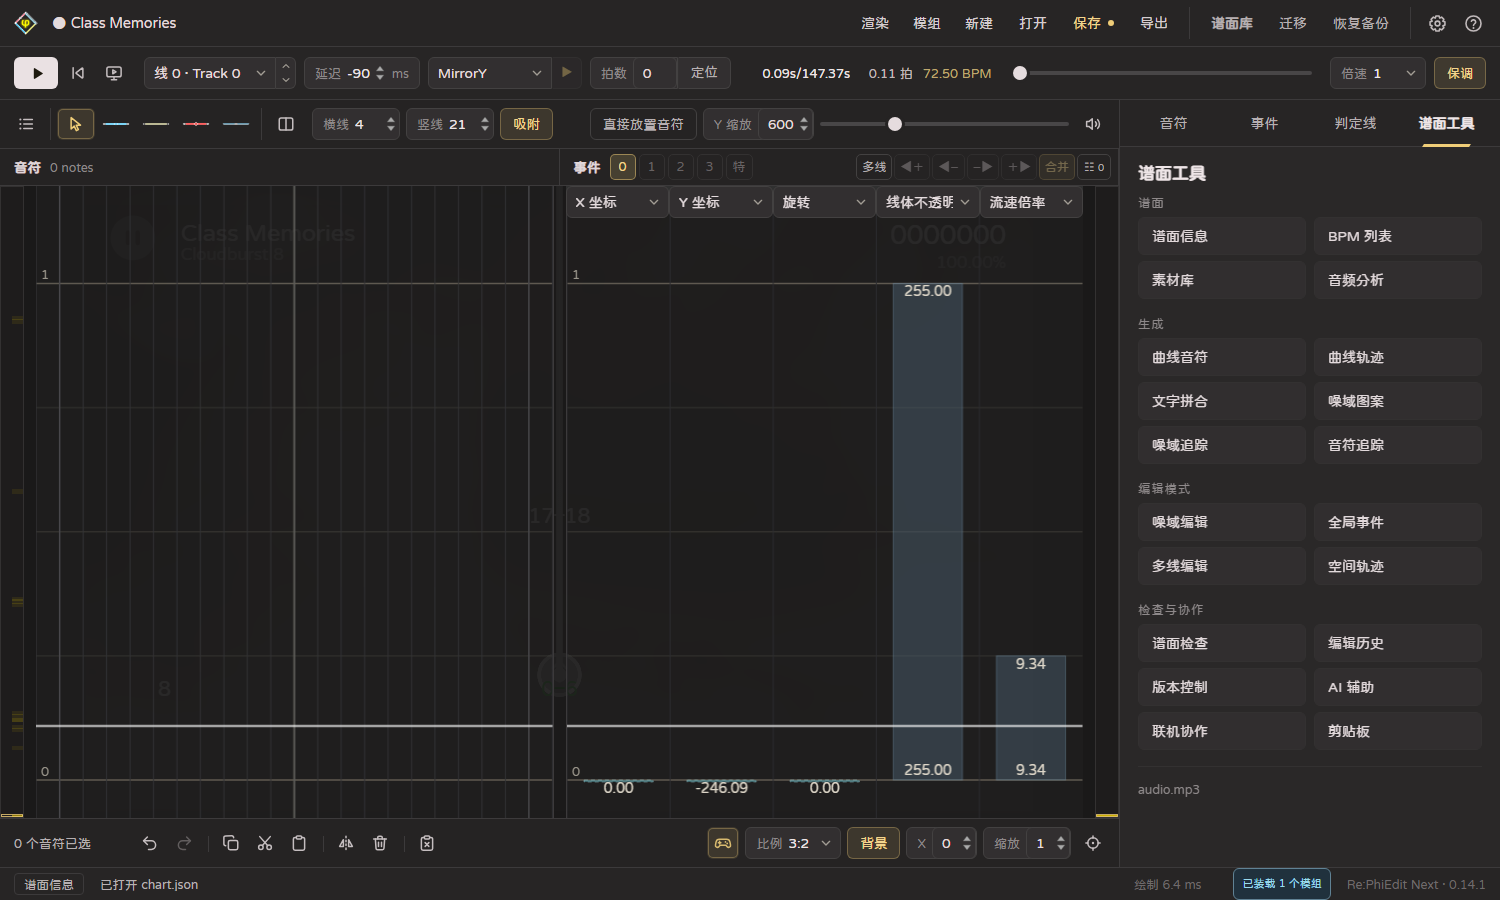 Class Memories
渲染 模组 新建 打开 保存 导出 谱面库 迁移 恢复备份
线 0 · Track 0 延迟 -90 ms MirrorY 拍数 0 定位 0.09s/147.37s 0.11 拍 72.50 BPM 倍速 1 保调
横线 4 竖线 21 吸附 直接放置音符 Y 缩放 600 音符 事件 判定线 谱面工具
音符 0 notes 事件 0 1 2 3 特 多线 合并 0
X 坐标 Y 坐标 旋转 线体不透明 流速倍率
Class Memories 0000000
Cloudburst 8 100.00%
1 1
255.00
17-18
9.34
8
0 0 255.00 9.34
0.00 -246.09 0.00
谱面工具
谱面
谱面信息 BPM 列表
素材库 音频分析
生成
曲线音符 曲线轨迹
文字拼合 噪域图案
噪域追踪 音符追踪
编辑模式
噪域编辑 全局事件
多线编辑 空间轨迹
检查与协作
谱面检查 编辑历史
版本控制 AI 辅助
联机协作 剪贴板
audio.mp3
0 个音符已选 比例 3:2 背景 X 0 缩放 1
谱面信息 已打开 chart.json 绘制 6.4 ms 已装载 1 个模组 Re:PhiEdit Next · 0.14.1